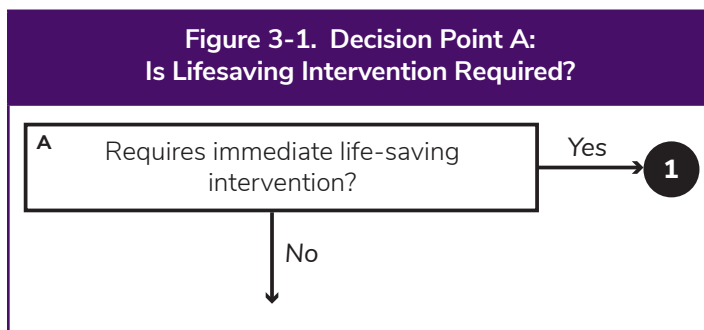 Figure 3-1. Decision Point A:
Is Lifesaving Intervention Required?
A
Requires immediate life-saving
intervention?
Yes
1
No